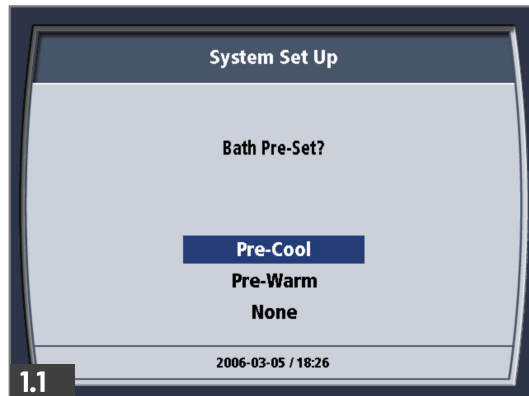 System Set Up
Bath Pre-Set?
Pre-Cool
Pre-Warm
None
2006-03-05 / 18:26
1.1